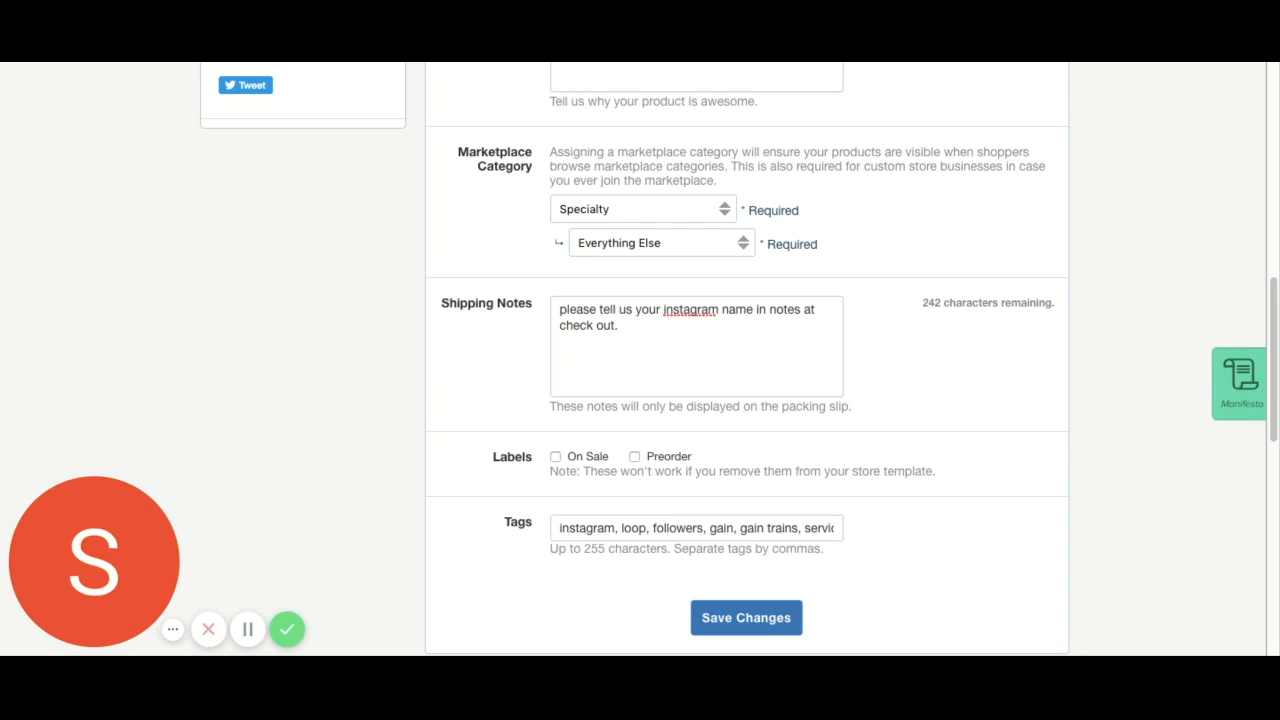 Tweet
Tell us why your product is awesome.
Marketplace
Category
Assigning a marketplace category will ensure your products are visible when shoppers
browse marketplace categories. This is also required for custom store businesses in case
you ever join the marketplace.
Specialty
* Required
Everything Else
* Required
Shipping Notes
please tell us your instagram name in notes at
check out.
242 characters remaining.
These notes will only be displayed on the packing slip.
Labels
On Sale
Preorder
Note: These won't work if you remove them from your store template.
Tags
instagram, loop, followers, gain, gain trains, servic
Up to 255 characters. Separate tags by commas.
Save Changes
Manifesto
S